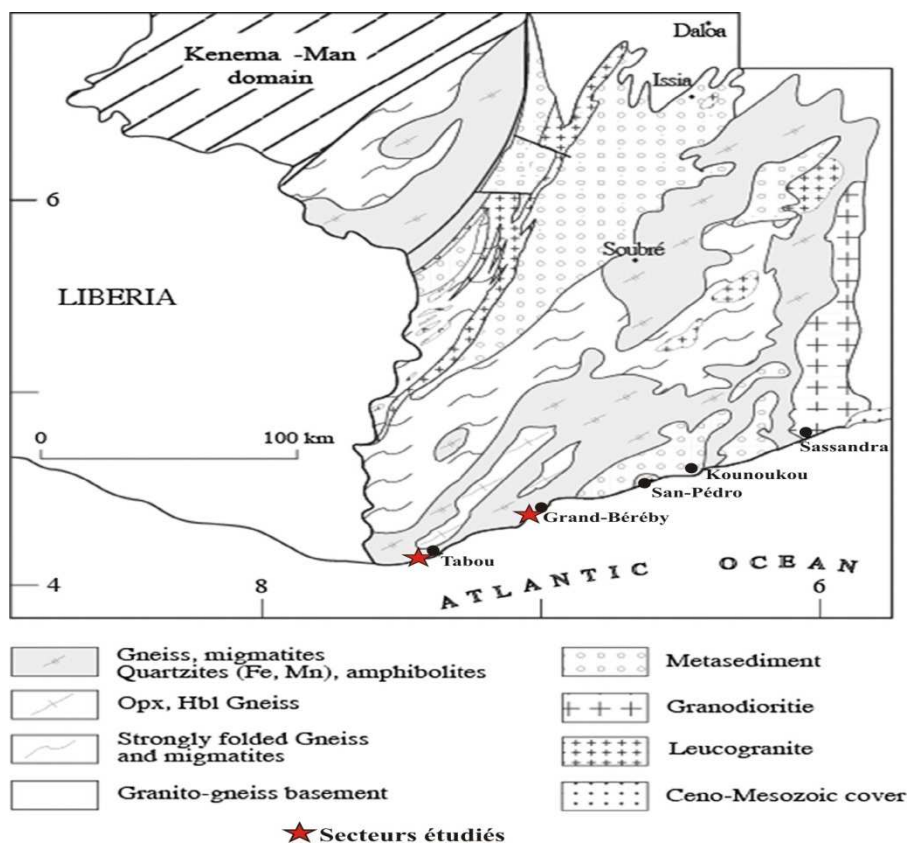 Daloa
Kenema -Man
domain
Issia
6
Soubré
LIBERIA
0
100 km
Sassandra
Kounoukou
San-Pédro
Grand-Béréby
Tabou
ATLANTIC OCEAN
4
8
6
Gneiss, migmatites
Quartzites (Fe, Mn), amphibolites
Opx, Hbl Gneiss
Strongly folded Gneiss
and migmatites
Granito-gneiss basement
Metasediment
Granodioritie
Leucogranite
Ceno-Mesozoic cover
Secteurs étudiés